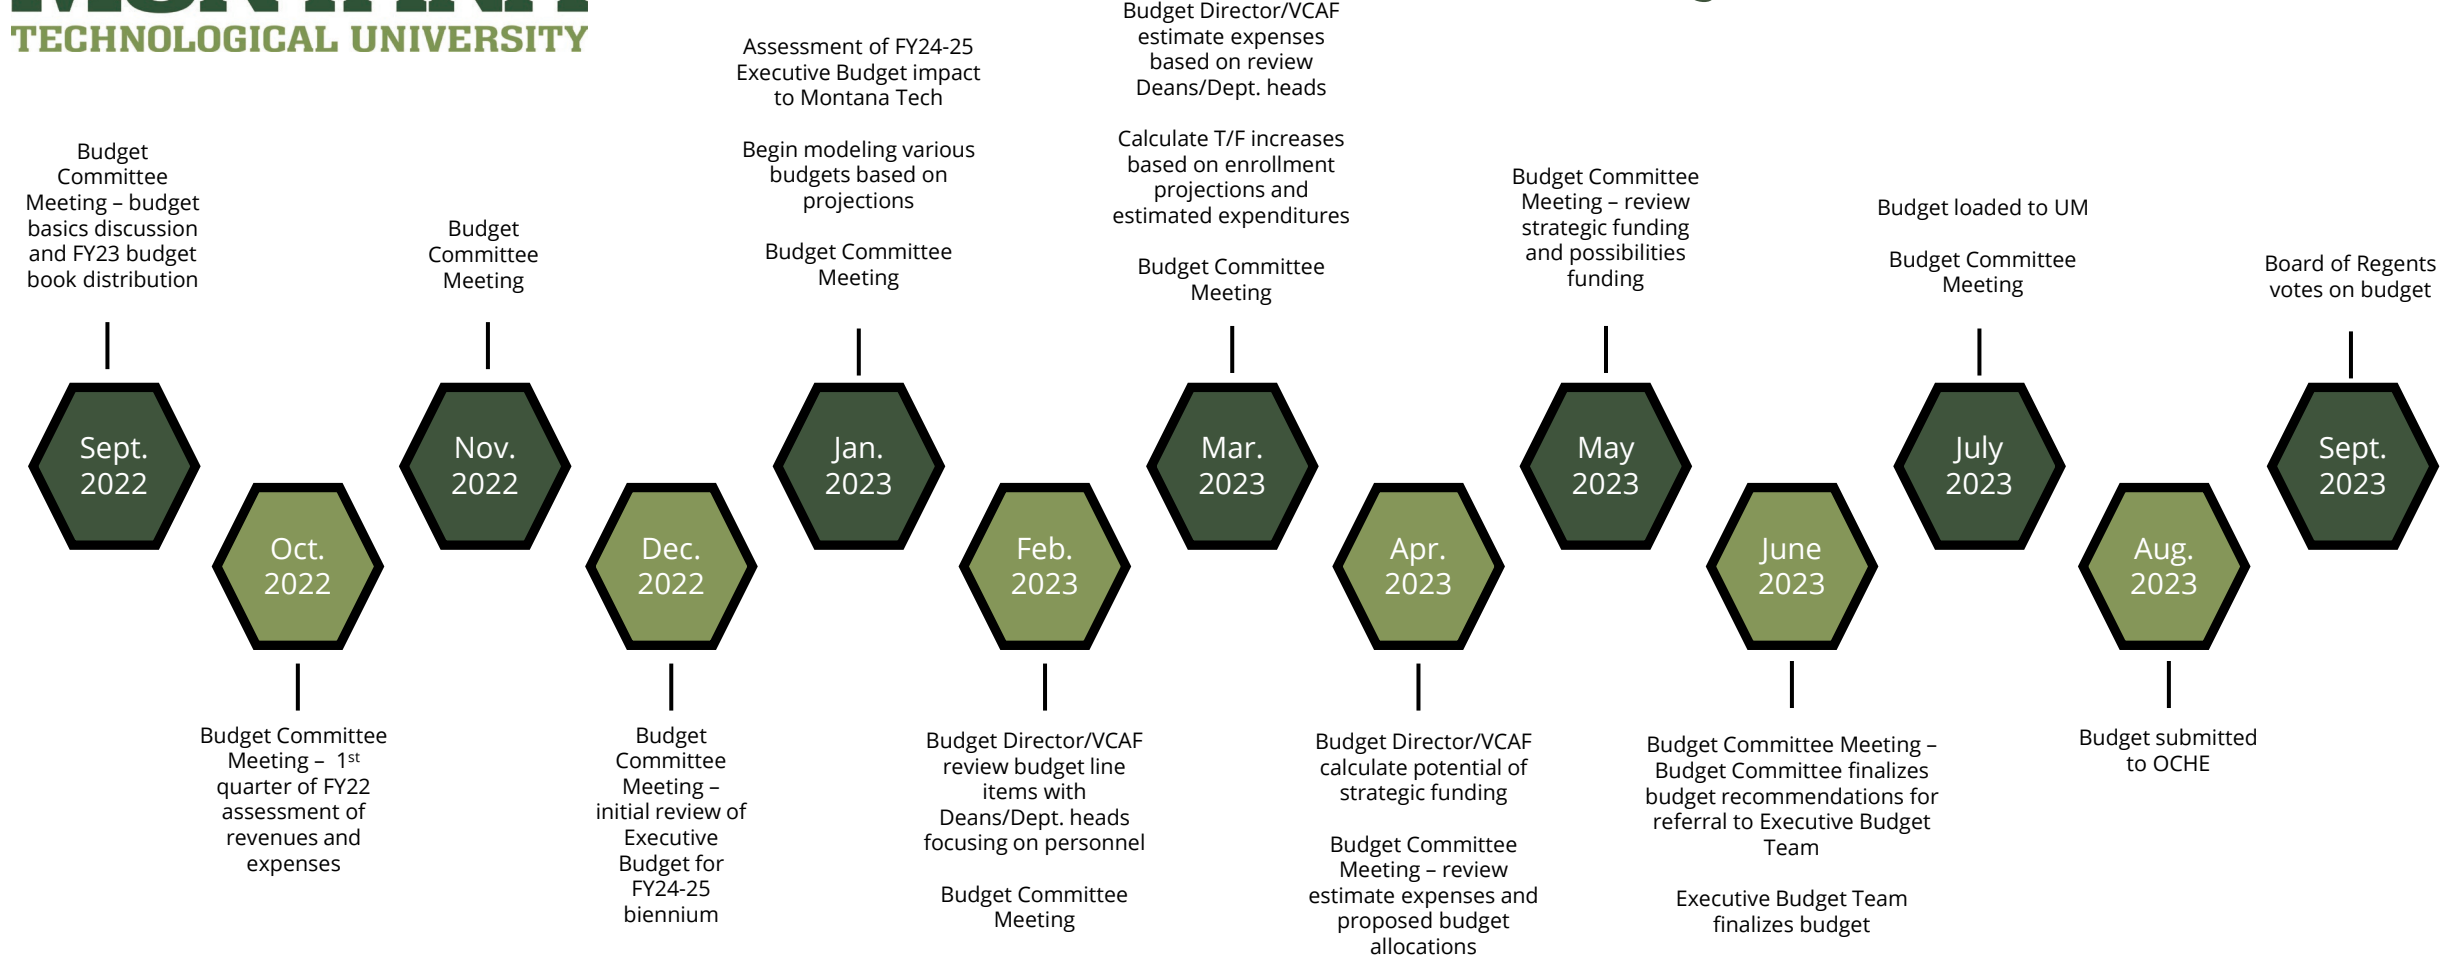 TECHNOLOGICAL UNIVERSITY
Budget
Committee
Meeting – budget
basics discussion
and FY23 budget
book distribution
Sept.
2022
Oct.
2022
Budget Committee
Meeting –  1st
quarter of FY22
assessment of
revenues and
expenses
Budget
Committee
Meeting
Nov.
2022
Dec.
2022
Budget
Committee
Meeting –
initial review of
Executive
Budget for
FY24-25
biennium
Assessment of FY24-25
Executive Budget impact
to Montana Tech
Begin modeling various
budgets based on
projections
Budget Committee
Meeting
Jan.
2023
Feb.
2023
Budget Director/VCAF
review budget line
items with
Deans/Dept. heads
focusing on personnel
Budget Committee
Meeting
Budget Director/VCAF
estimate expenses
based on review
Deans/Dept. heads
Calculate T/F increases
based on enrollment
projections and
estimated expenditures
Budget Committee
Meeting
Mar.
2023
Apr.
2023
Budget Director/VCAF
calculate potential of
strategic funding
Budget Committee
Meeting – review
estimate expenses and
proposed budget
allocations
Budget Committee
Meeting – review
strategic funding
and possibilities
funding
May
2023
June
2023
Budget Committee Meeting –
Budget Committee finalizes
budget recommendations for
referral to Executive Budget
Team
Executive Budget Team
finalizes budget
Budget loaded to UM
Budget Committee
Meeting
July
2023
Aug.
2023
Budget submitted
to OCHE
Board of Regents
votes on budget
Sept.
2023